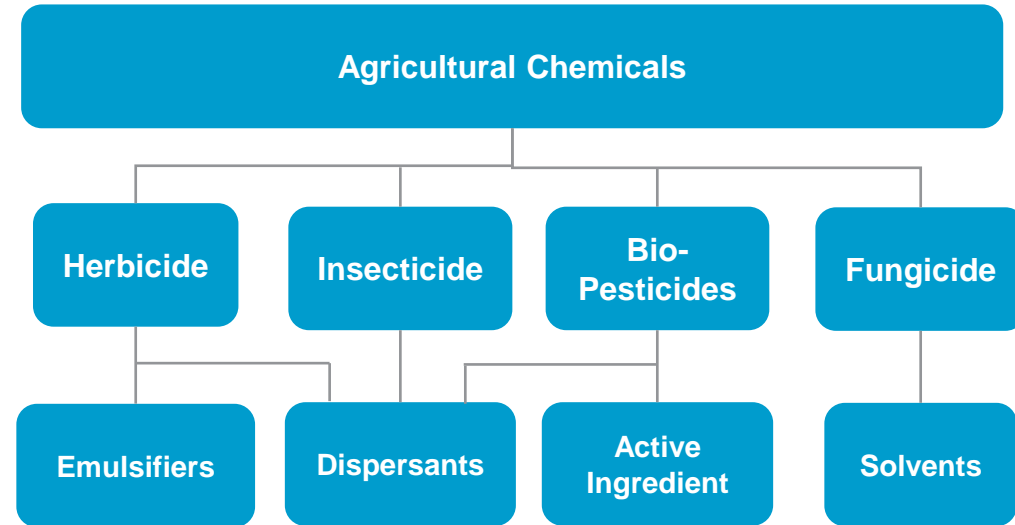 Agricultural Chemicals
Herbicide
Insecticide
Bio-
Pesticides
Fungicide
Emulsifiers
Dispersants
Active
Ingredient
Solvents